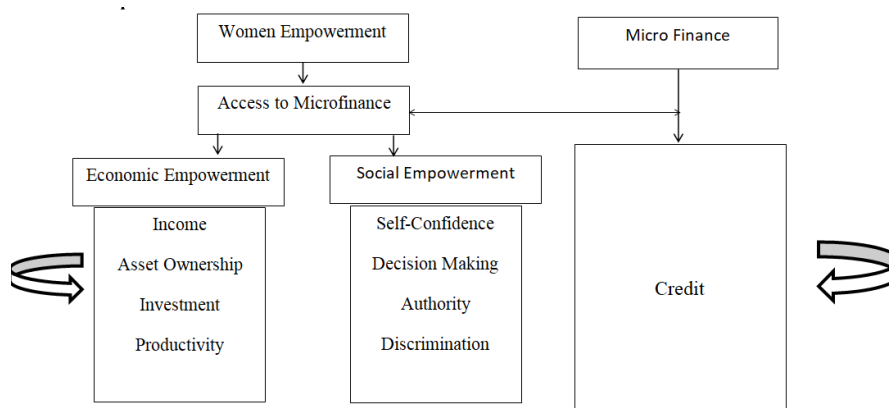 Women Empowerment
Micro Finance
Access to Microfinance
Economic Empowerment
Social Empowerment
Income
Asset Ownership
Investment
Productivity
Self-Confidence
Decision Making
Authority
Discrimination
Credit